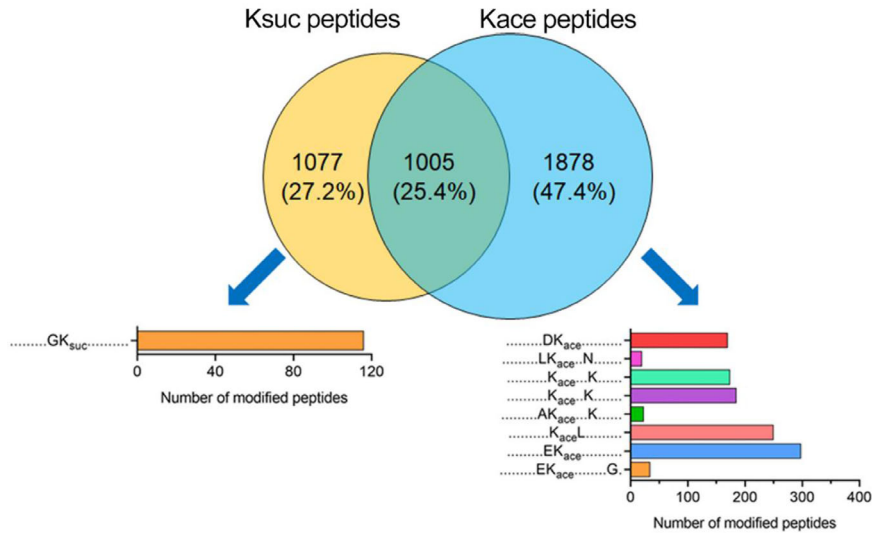 Ksuc peptides Kace peptides
1077 1005 1878
(27.2%) (25.4%) (47.4%)
........GKsuc........
0 40 80 120
Number of modified peptides
........DKace........
........LKace...N......
........Kace....K......
........Kace...K........
.......AKace.....K.....
........KaceL........
........EKace........
.......EKace........G.
0 100 200 300 400
Number of modified peptides